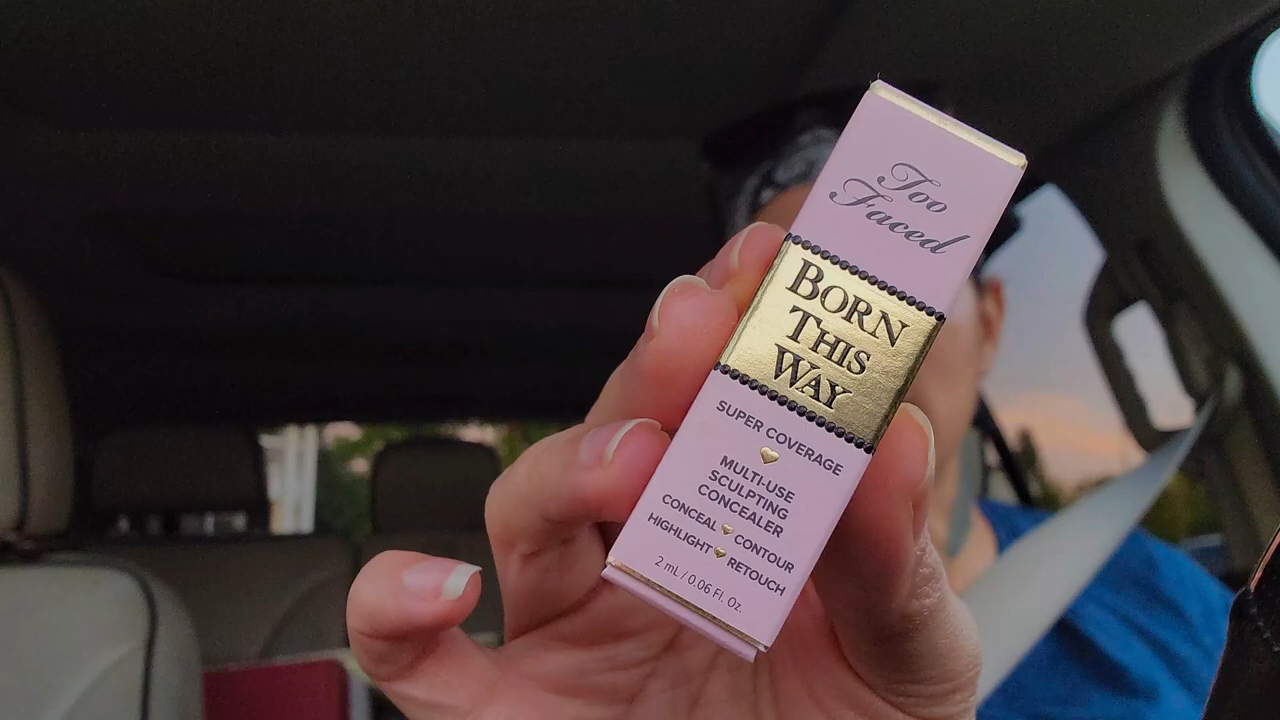 Too
Faced
BORN
THIS
WAY
SUPER COVERAGE
MULTI-USE
SCULPTING
CONCEALER
CONCEAL CONTOUR
HIGHLIGHT RETOUCH
2 mL / 0.06 Fl. Oz.